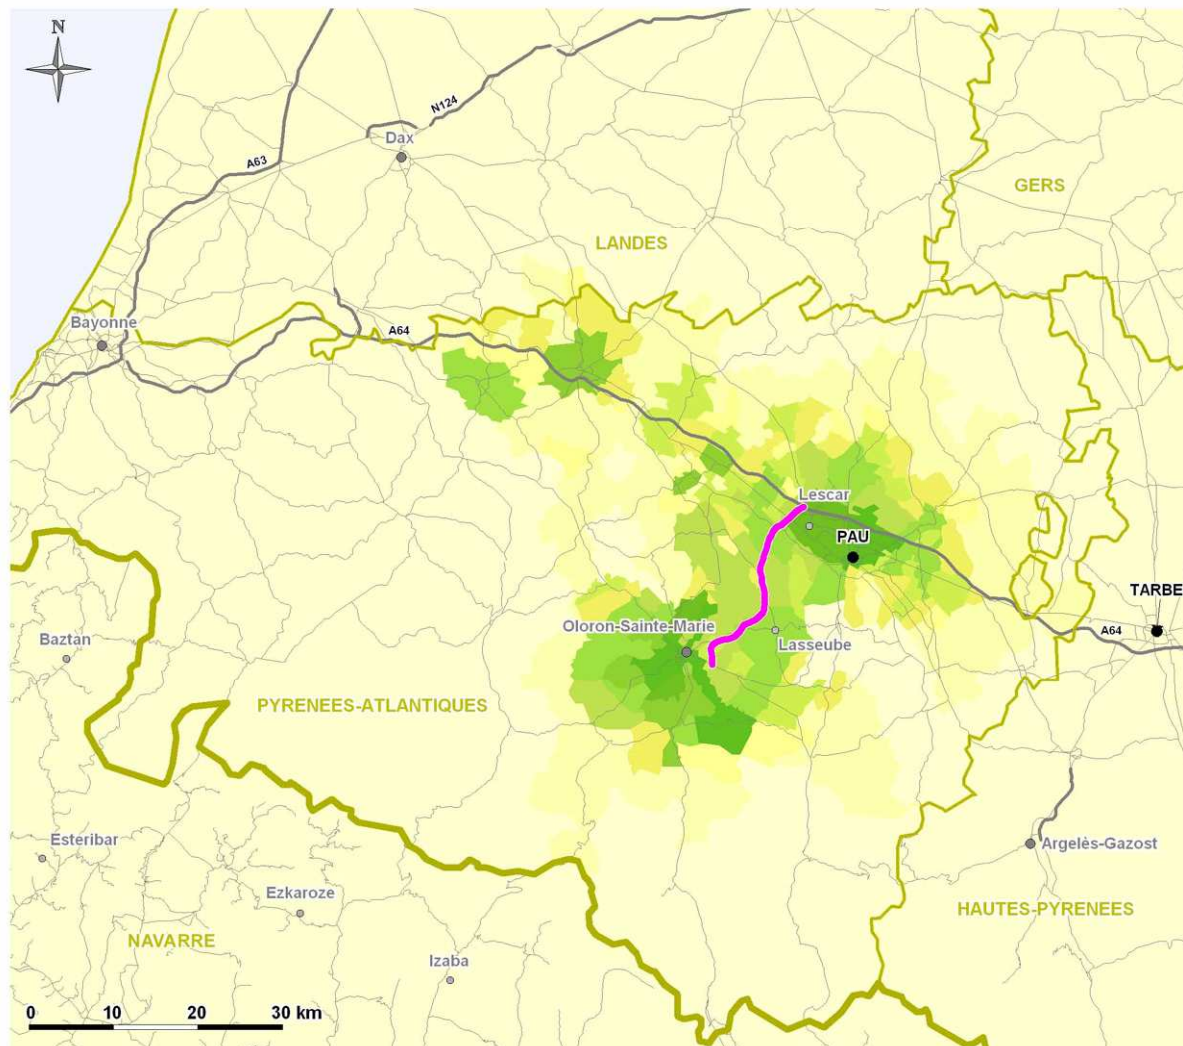 N
N124
Dax
A63
GERS
LANDES
Bayonne
A64
Lescar
PAU
TARBE
Oloron-Sainte-Marie
A64
Baztan
Lasseube
PYRENEES-ATLANTIQUES
Esteribar
Argelès-Gazost
Ezkaroze
HAUTES-PYRENEES
NAVARRE
Izaba
0 10 20 30 km